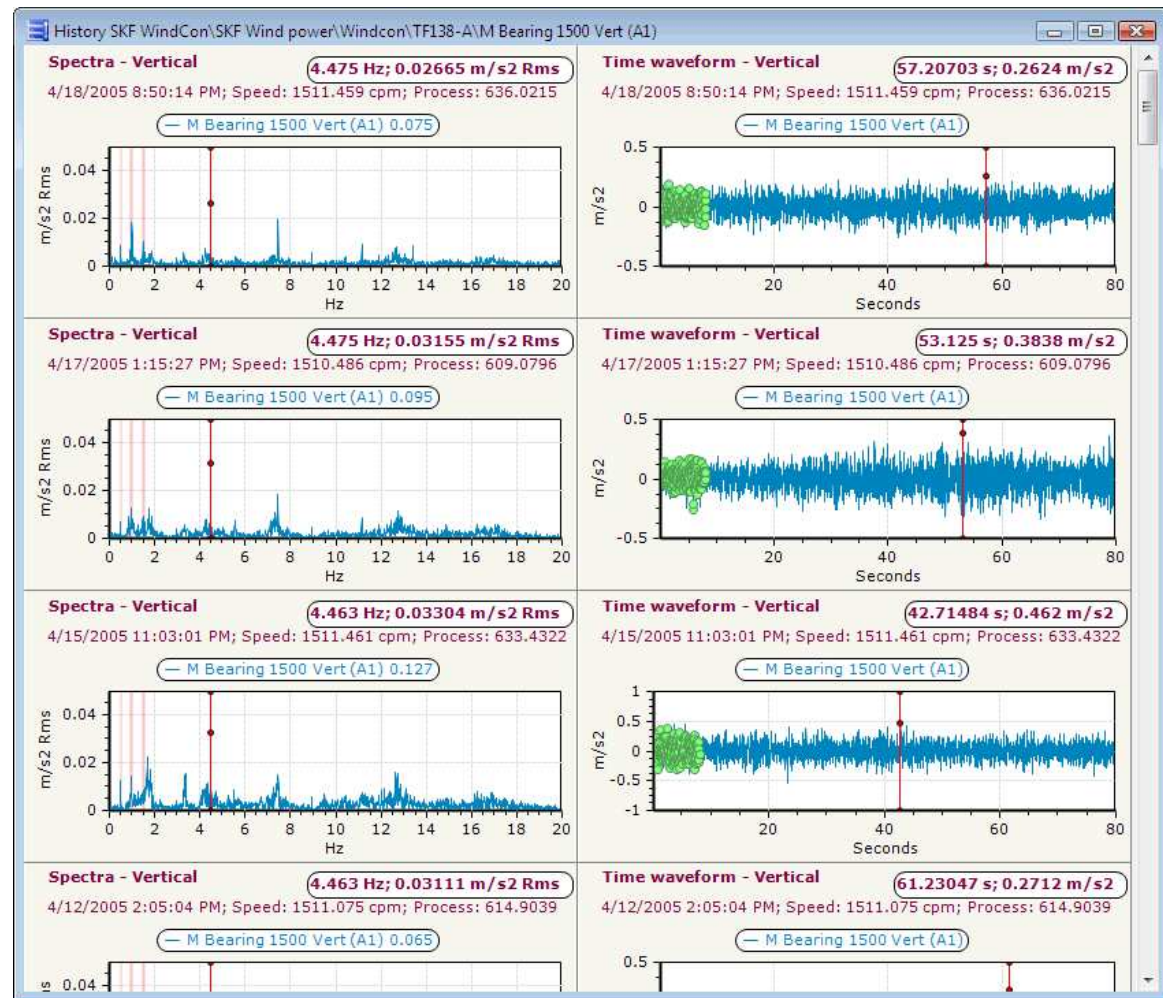 History SKF WindCon\SKF Wind power\Windcon\TF138-A\M Bearing 1500 Vert (A1)
Spectra - Vertical
4.475 Hz; 0.02665 m/s2 Rms
4/18/2005 8:50:14 PM; Speed: 1511.459 cpm; Process: 636.0215
— M Bearing 1500 Vert (A1) 0.075
m/s2 Rms
0.04
0.02
0
0 2 4 6 8 10 12 14 16 18 20
Hz
Time waveform - Vertical
57.20703 s; 0.2624 m/s2
4/18/2005 8:50:14 PM; Speed: 1511.459 cpm; Process: 636.0215
— M Bearing 1500 Vert (A1)
m/s2
0.5
0
-0.5
20 40 60 80
Seconds
Spectra - Vertical
4.475 Hz; 0.03155 m/s2 Rms
4/17/2005 1:15:27 PM; Speed: 1510.486 cpm; Process: 609.0796
— M Bearing 1500 Vert (A1) 0.095
m/s2 Rms
0.04
0.02
0
0 2 4 6 8 10 12 14 16 18 20
Hz
Time waveform - Vertical
53.125 s; 0.3838 m/s2
4/17/2005 1:15:27 PM; Speed: 1510.486 cpm; Process: 609.0796
— M Bearing 1500 Vert (A1)
m/s2
0.5
0
-0.5
20 40 60 80
Seconds
Spectra - Vertical
4.463 Hz; 0.03304 m/s2 Rms
4/15/2005 11:03:01 PM; Speed: 1511.461 cpm; Process: 633.4322
— M Bearing 1500 Vert (A1) 0.127
m/s2 Rms
0.04
0.02
0
0 2 4 6 8 10 12 14 16 18 20
Hz
Time waveform - Vertical
42.71484 s; 0.462 m/s2
4/15/2005 11:03:01 PM; Speed: 1511.461 cpm; Process: 633.4322
— M Bearing 1500 Vert (A1)
m/s2
1
0.5
0
-0.5
-1
20 40 60 80
Seconds
Spectra - Vertical
4.463 Hz; 0.03111 m/s2 Rms
4/12/2005 2:05:04 PM; Speed: 1511.075 cpm; Process: 614.9039
— M Bearing 1500 Vert (A1) 0.065
0.04
Time waveform - Vertical
61.23047 s; 0.2712 m/s2
4/12/2005 2:05:04 PM; Speed: 1511.075 cpm; Process: 614.9039
— M Bearing 1500 Vert (A1)
0.5